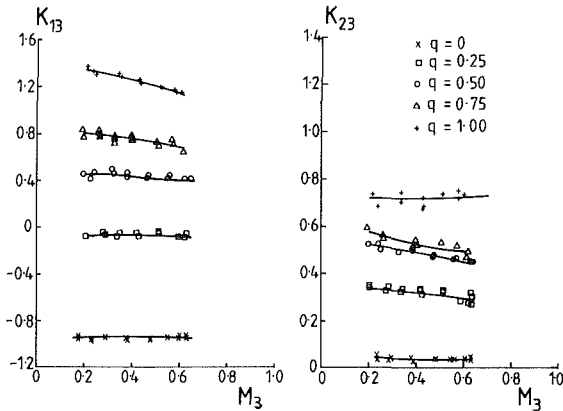 K13
1·6
1·2
0·8
0·4
0
-0·4
-0·8
-1·2
0 0·2 0·4 0·6 0·8 1·0
M3
K23
1·4
1·2
1·0
0·8
0·6
0·4
0·2
0
0 0·2 0·4 0·6 0·8 1·0
M3
× q = 0
□ q = 0·25
○ q = 0·50
△ q = 0·75
+ q = 1·00